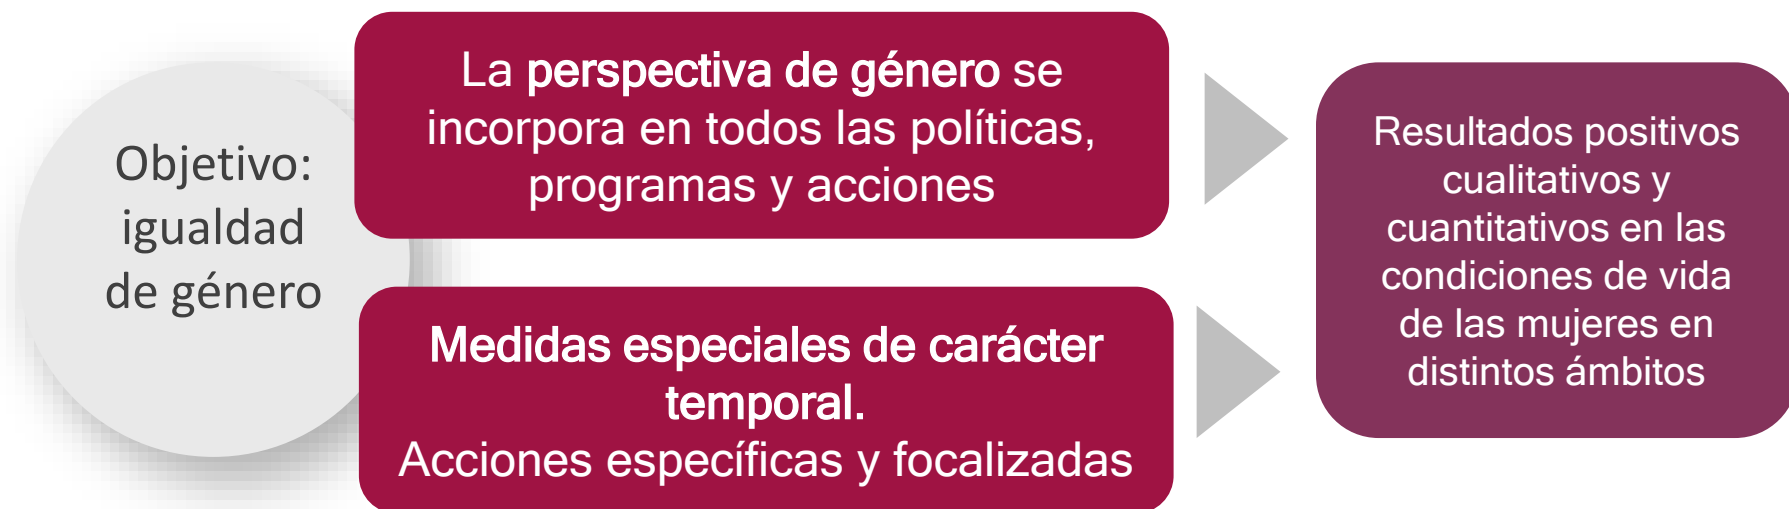 Objetivo:
igualdad
de género
La perspectiva de género se
incorpora en todos las políticas,
programas y acciones
Medidas especiales de carácter
temporal.
Acciones específicas y focalizadas
Resultados positivos
cualitativos y
cuantitativos en las
condiciones de vida
de las mujeres en
distintos ámbitos